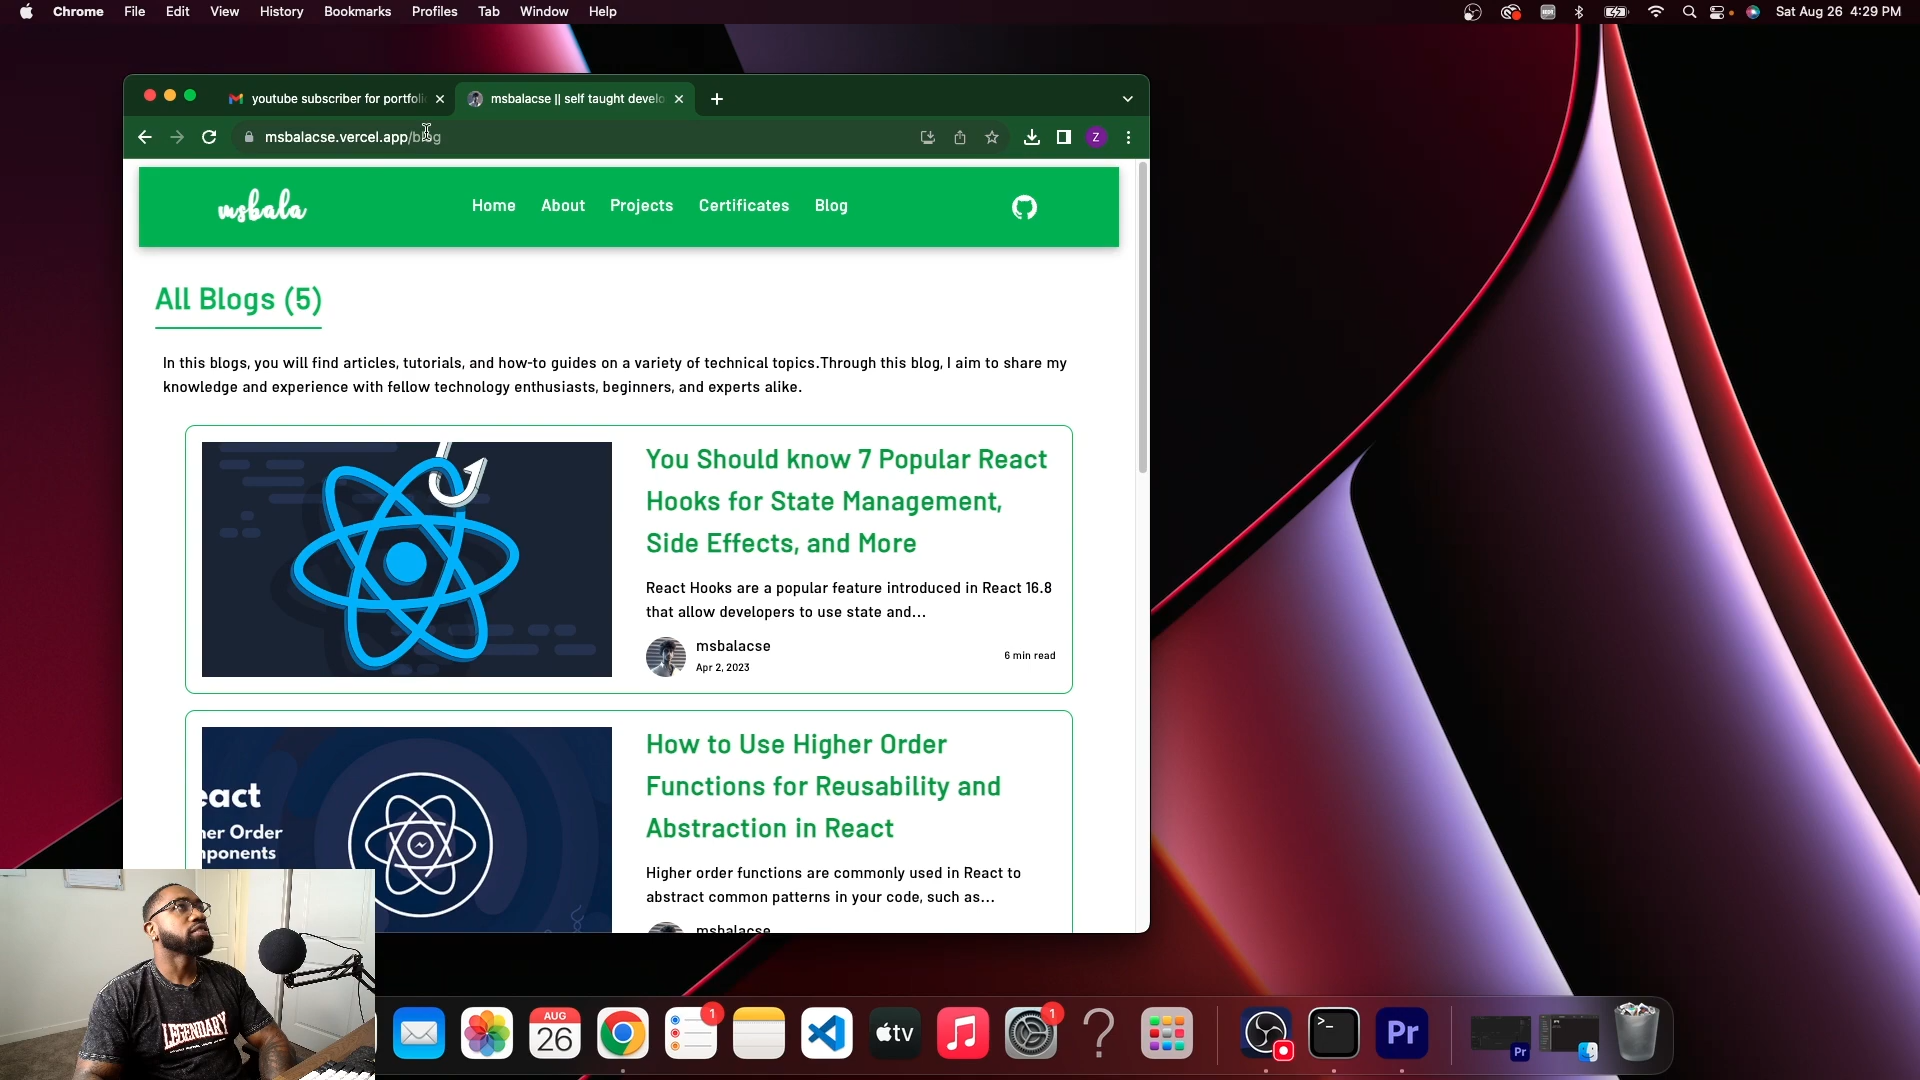 Chrome File Edit View History Bookmarks Profiles Tab Window Help
Sat Aug 26 4:29 PM
youtube subscriber for portfoli
msbalacse || self taught develo
msbalacse.vercel.app/blog
Z
msbala
Home About Projects Certificates Blog
All Blogs (5)
In this blogs, you will find articles, tutorials, and how-to guides on a variety of technical topics.Through this blog, I aim to share my
knowledge and experience with fellow technology enthusiasts, beginners, and experts alike.
You Should know 7 Popular React
Hooks for State Management,
Side Effects, and More
React Hooks are a popular feature introduced in React 16.8
that allow developers to use state and...
msbalacse
Apr 2, 2023
6 min read
eact
her Order
mponents
How to Use Higher Order
Functions for Reusability and
Abstraction in React
Higher order functions are commonly used in React to
abstract common patterns in your code, such as...
msbalacse
LEGENDARY
AUG
26
1
tv
1
?
>_
Pr
Pr